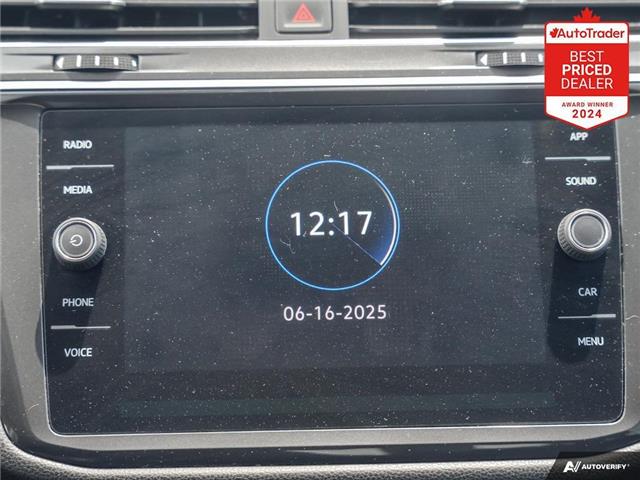 AutoTrader
BEST
PRICED
DEALER
AWARD WINNER
2024
RADIO
MEDIA
PHONE
VOICE
12:17
06-16-2025
APP
SOUND
CAR
MENU
AUTOVERIFY